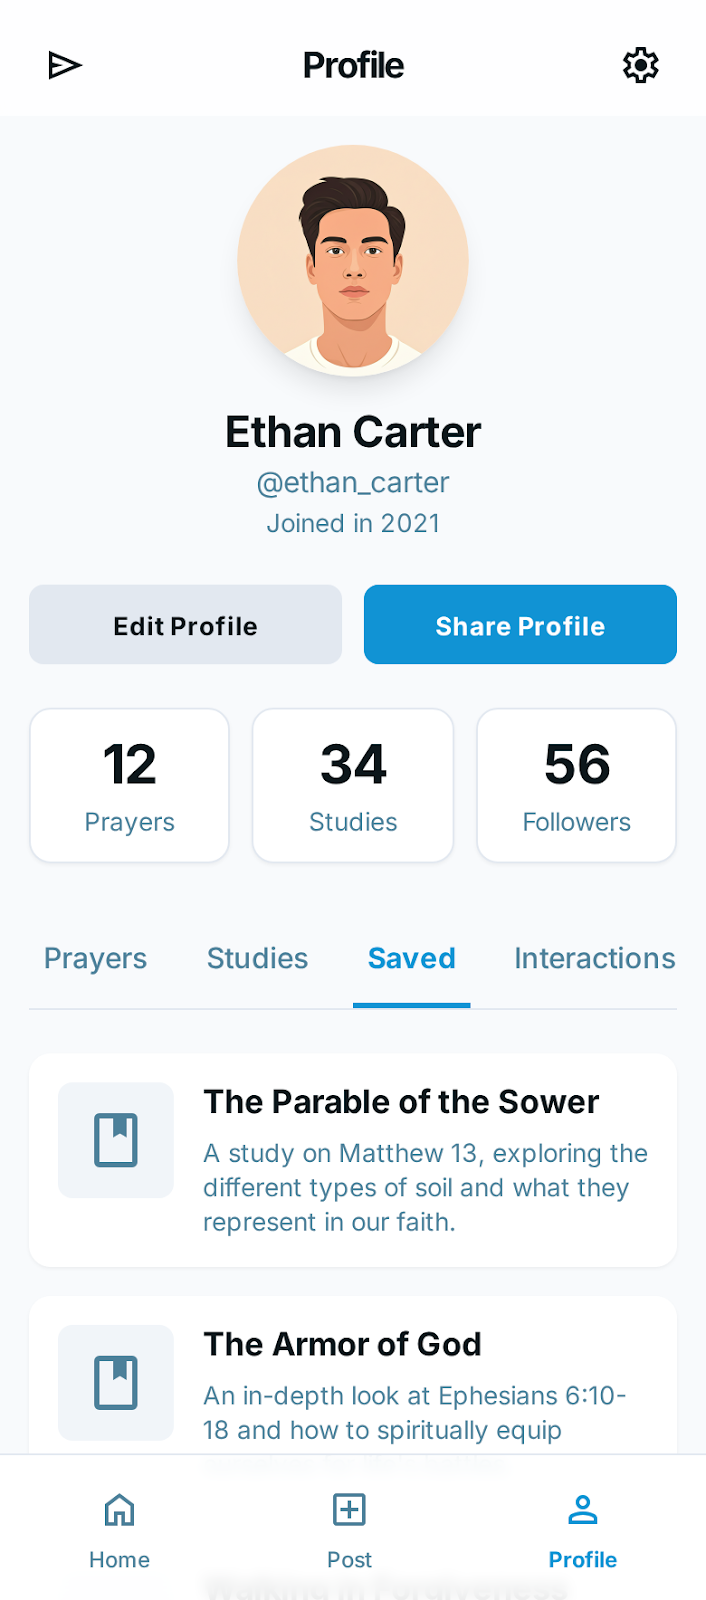 Profile
Ethan Carter
@ethan_carter
Joined in 2021
Edit Profile
Share Profile
12
Prayers
34
Studies
56
Followers
Prayers
Studies
Saved
Interactions
The Parable of the Sower
A study on Matthew 13, exploring the
different types of soil and what they
represent in our faith.
The Armor of God
An in-depth look at Ephesians 6:10-
18 and how to spiritually equip
Home
Post
Profile
Walking in Forgiveness